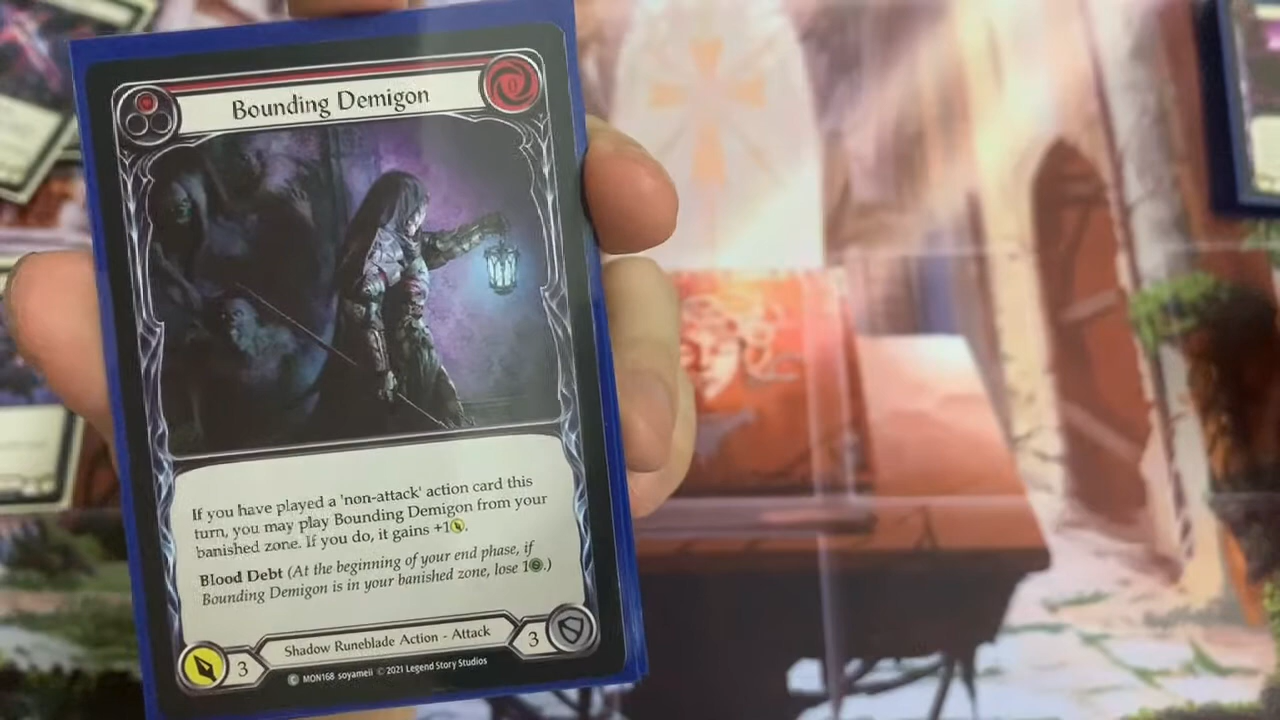 Bounding Demigon
0
If you have played a 'non-attack' action card this
turn, you may play Bounding Demigon from your
banished zone. If you do, it gains +1.
Blood Debt (At the beginning of your end phase, if
Bounding Demigon is in your banished zone, lose 1.)
3
Shadow Runeblade Action - Attack
3
C MON168 soyameii © 2021 Legend Story Studios